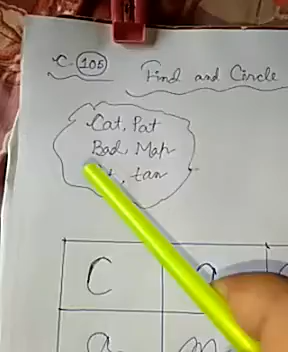 C. 105
Find and Circle
Cat, Pat
Bad, Map
, tan
C a
a m